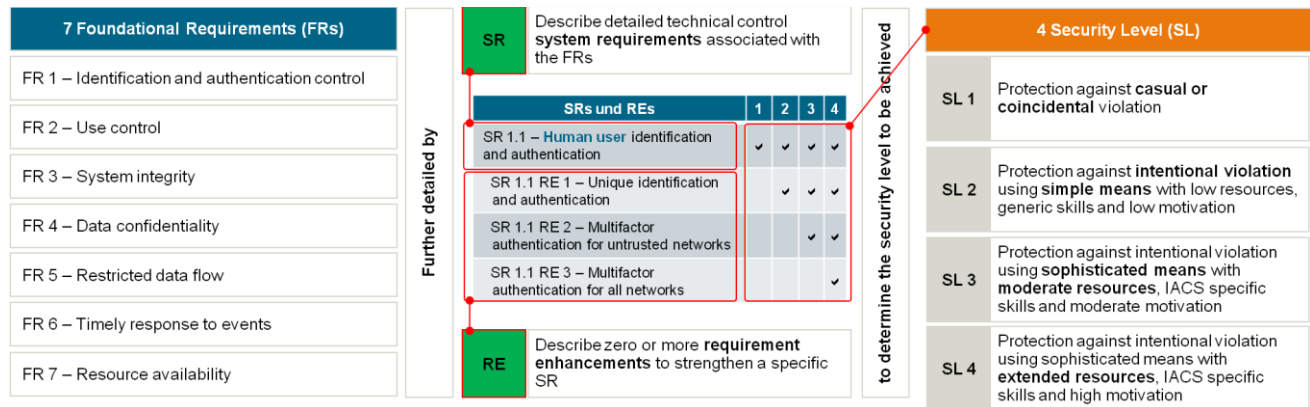 7 Foundational Requirements (FRs)
FR 1 – Identification and authentication control
FR 2 – Use control
FR 3 – System integrity
FR 4 – Data confidentiality
FR 5 – Restricted data flow
FR 6 – Timely response to events
FR 7 – Resource availability
Further detailed by
SR
Describe detailed technical control
system requirements associated with
the FRs
SRs und REs 1 2 3 4
SR 1.1 – Human user identification
and authentication
SR 1.1 RE 1 – Unique identification
and authentication
SR 1.1 RE 2 – Multifactor
authentication for untrusted networks
SR 1.1 RE 3 – Multifactor
authentication for all networks
RE
Describe zero or more requirement
enhancements to strengthen a specific
SR
to determine the security level to be achieved
4 Security Level (SL)
SL 1
Protection against casual or
coincidental violation
SL 2
Protection against intentional violation
using simple means with low resources,
generic skills and low motivation
SL 3
Protection against intentional violation
using sophisticated means with
moderate resources, IACS specific
skills and moderate motivation
SL 4
Protection against intentional violation
using sophisticated means with
extended resources, IACS specific
skills and high motivation